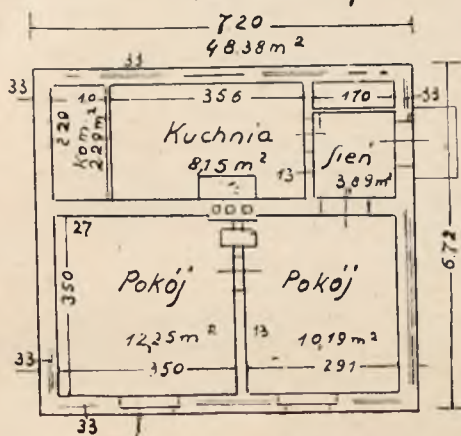 720
48.38 m²
33
33 10 356 170 33
220
Kom.
2.20 m²
Kuchnia
8,15 m²
13
Sień
3.89 m²
6.72
27
350
Pokój
12,25 m²
13
Pokój
10,19 m²
33
350
291
33